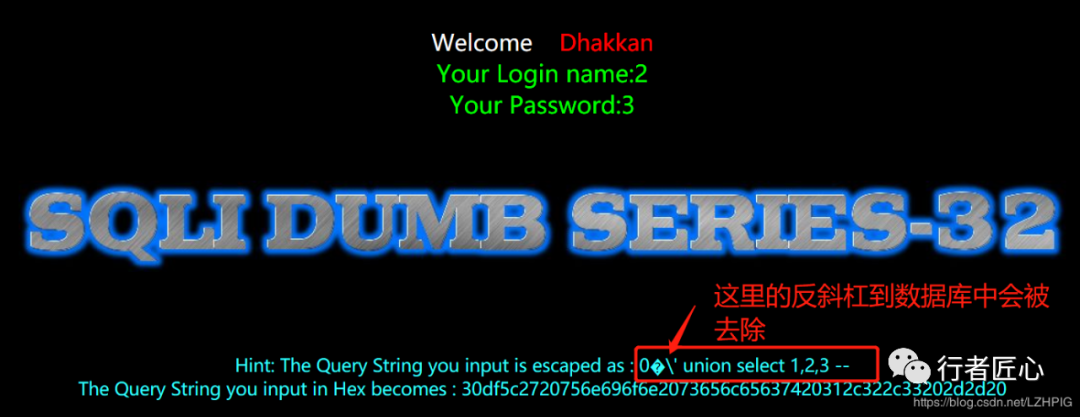 Welcome Dhakkan
Your Login name:2
Your Password:3
SQLI DUMB SERIES-32
这里的反斜杠到数据库中会被
去除
Hint: The Query String you input is escaped as : 0�\' union select 1,2,3 --
行者匠心
The Query String you input in Hex becomes : 30df5c2720756e696f6e2073656c65637420312c322c33202d2d20
https://blog.csdn.net/LZHPIG